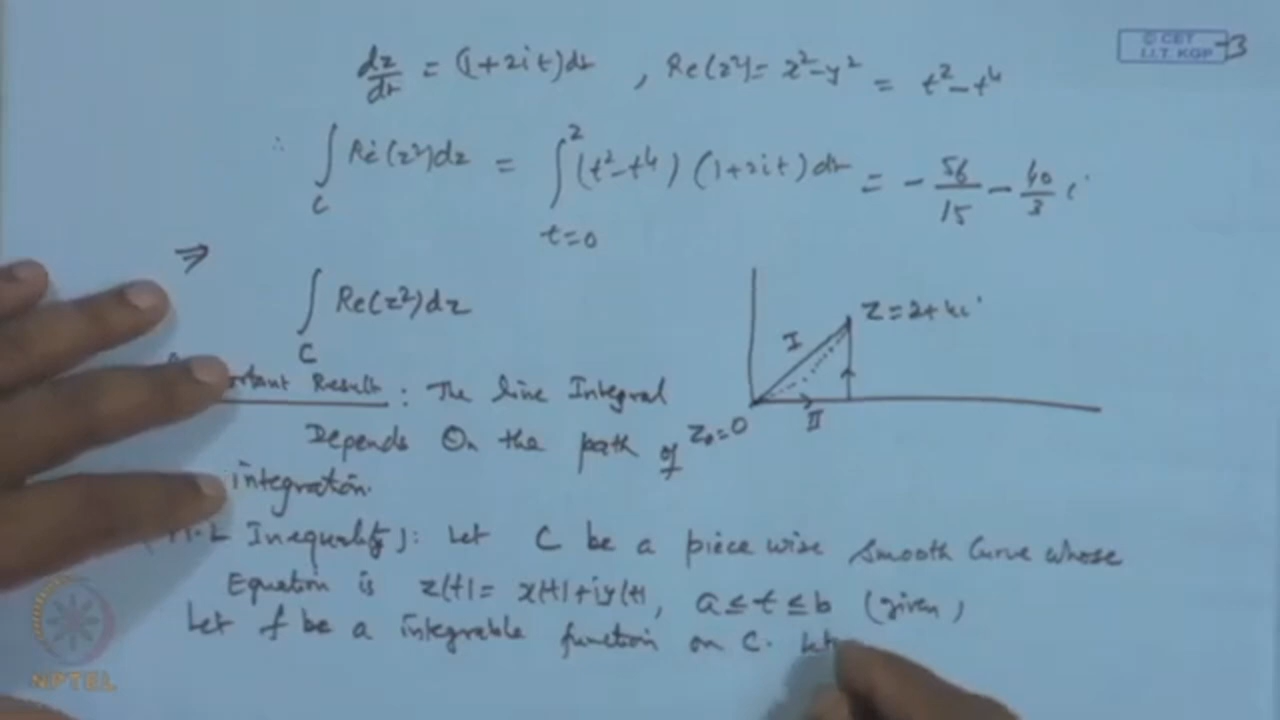 © CET
I.I.T. KGP
dz/dt = (1+2it)dt , Re(z²) = x²-y² = t²-t⁴
∴ ∫_C Re(z²)dz = ∫_{t=0}^{2} (t²-t⁴) (1+2it) dt = - 56/15 - 40/3 i
⇒ ∫_C Re(z²)dz
Z=2+4i
I
II
z₀=0
Result : The line Integral
Depends On the path of
integration.
M-L Inequality): Let C be a piece wise smooth Curve whose
Equation is z(t) = x(t)+iy(t), a≤t≤b (given)
Let f be a integrable function on C. Let
NPTEL